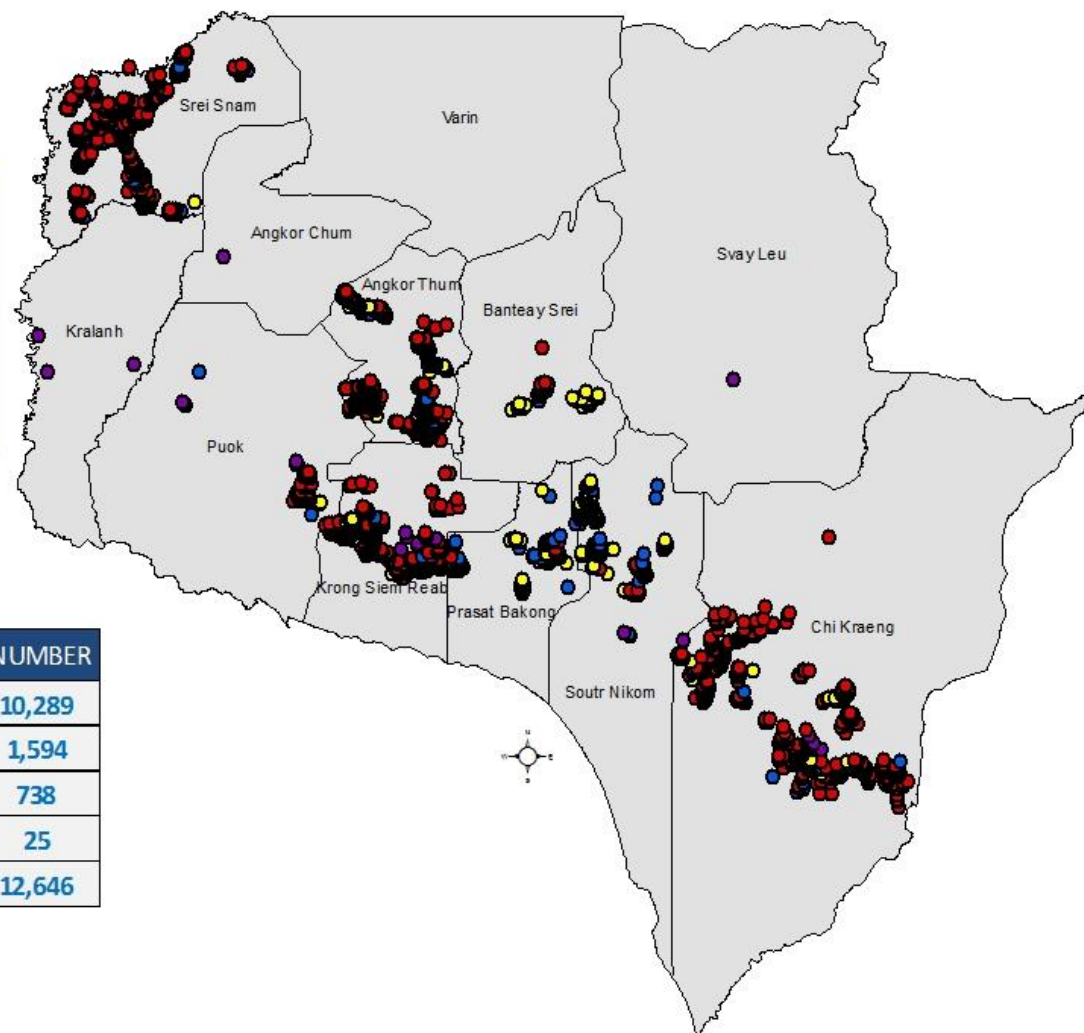 Srei Snam
Varin
Angkor Chum
Svay Leu
Angkor Thum
Banteay Srei
Kralanh
Puok
Krong Siem Reab
Prasat Bakong
Chi Kraeng
Soutr Nikom
N
W E
S
NUMBER
10,289
1,594
738
25
12,646